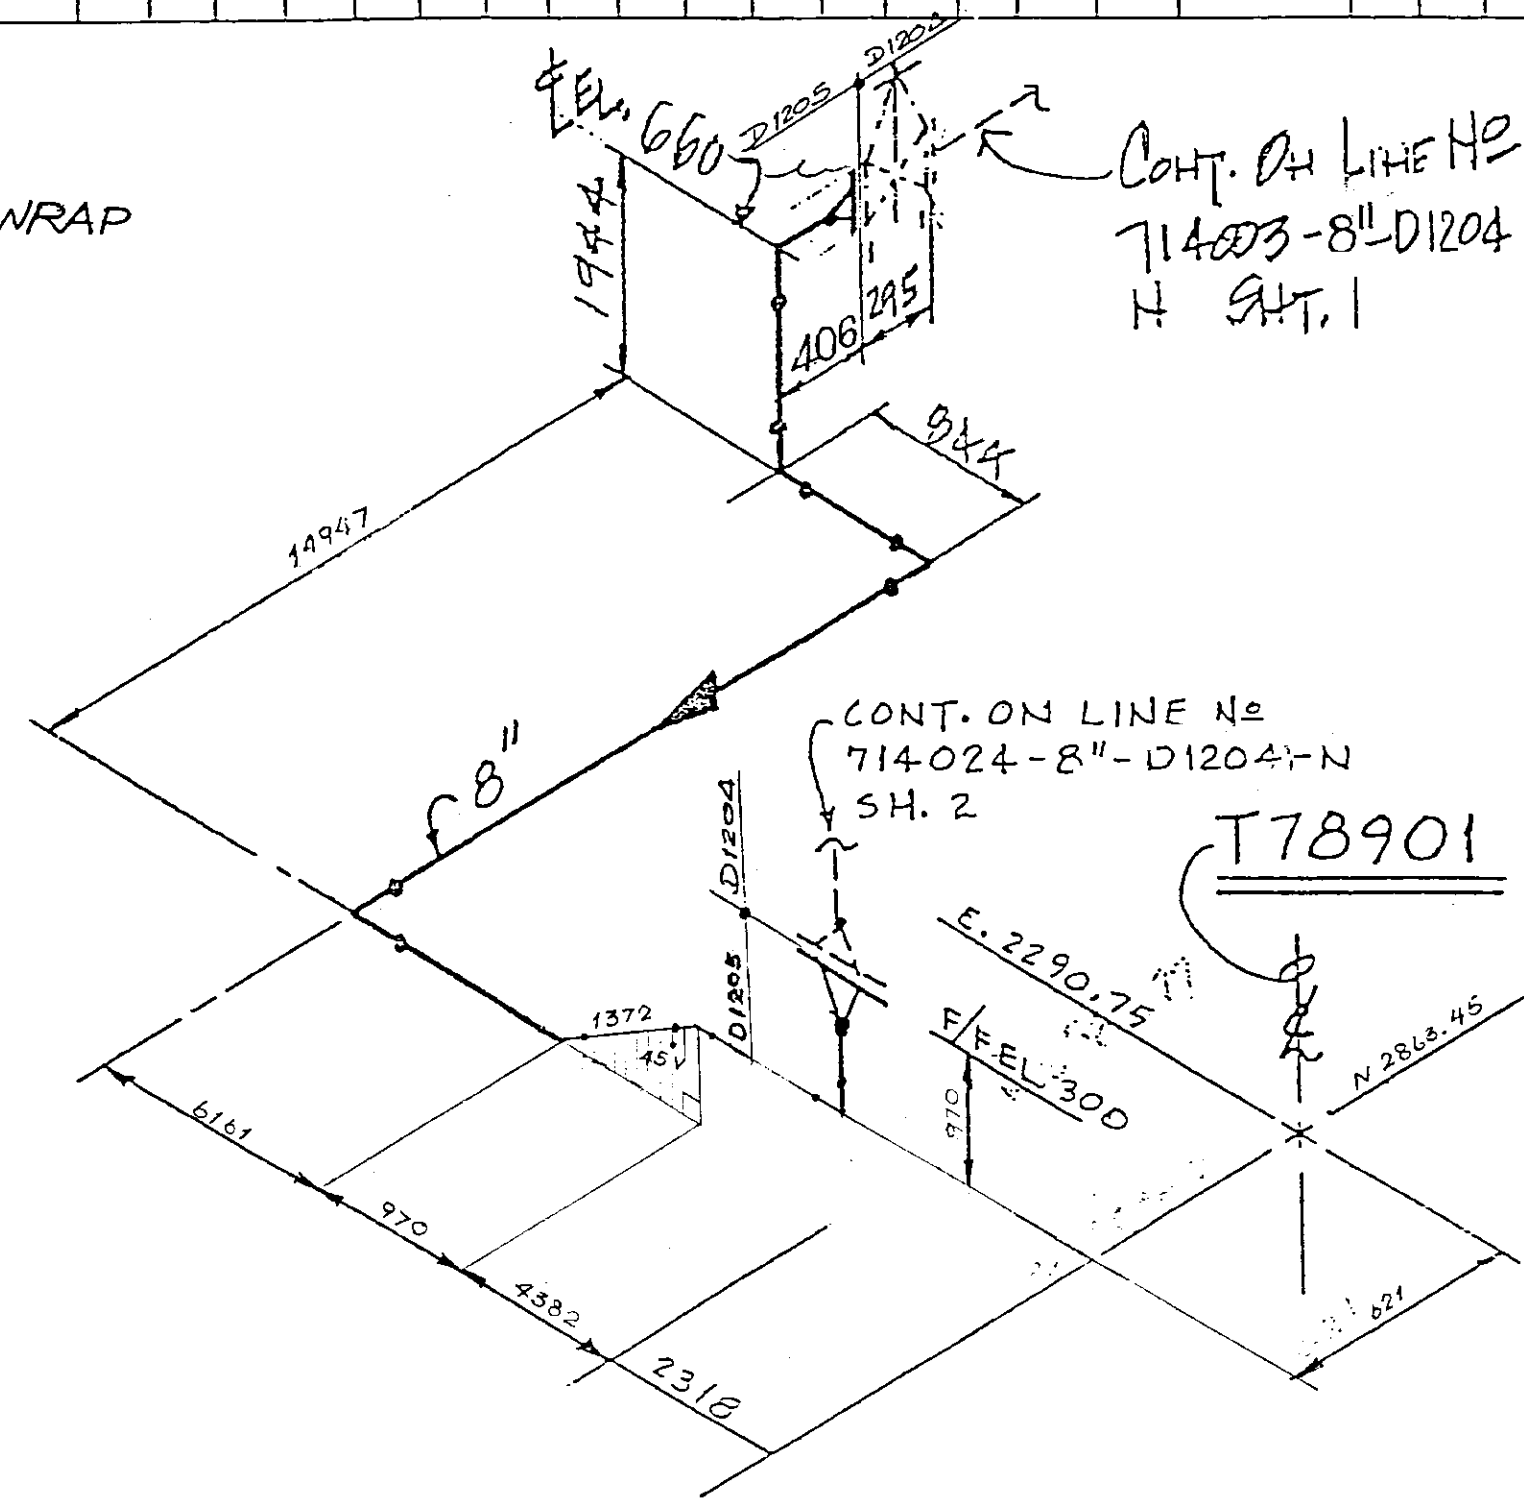 D1204
D1205
℄ EL. 660
CONT. ON LINE Nº
714003-8"-D1204
N SHT. 1
WRAP
1944
295
406
844
14947
8"
CONT. ON LINE Nº
714024-8"-D1204-N
SH. 2
T78901
D1204
D1205
E. 2290.75
F/F EL 300
N 2863.45
℄
1372
45 V
970
6161
970
4382
2318
621